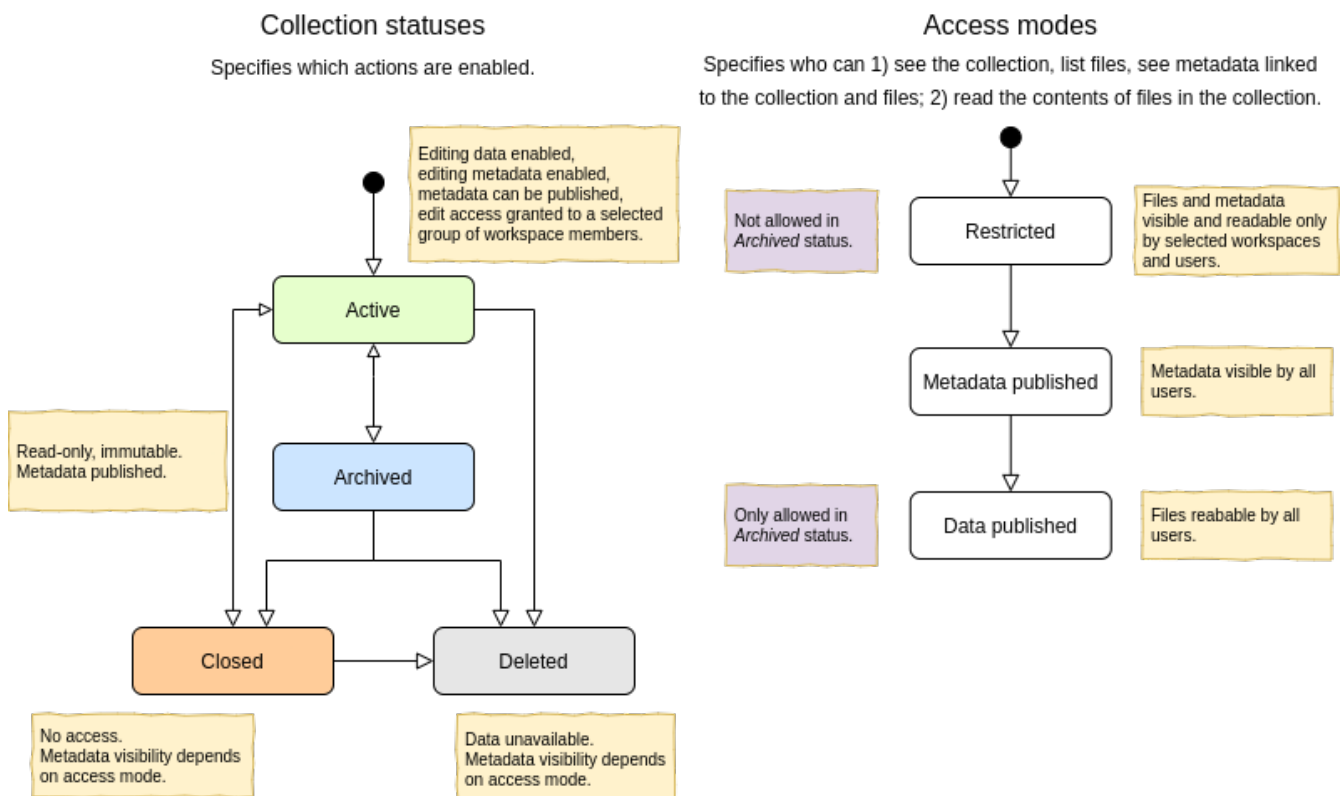 Collection statuses
Specifies which actions are enabled.
Editing data enabled,
editing metadata enabled,
metadata can be published,
edit access granted to a selected
group of workspace members.
Active
Read-only, immutable.
Metadata published.
Archived
Closed
Deleted
No access.
Metadata visibility depends
on access mode.
Data unavailable.
Metadata visibility depends
on access mode.
Access modes
Specifies who can 1) see the collection, list files, see metadata linked
to the collection and files; 2) read the contents of files in the collection.
Not allowed in
Archived status.
Restricted
Files and metadata
visible and readable only
by selected workspaces
and users.
Metadata published
Metadata visible by all
users.
Only allowed in
Archived status.
Data published
Files reabable by all
users.